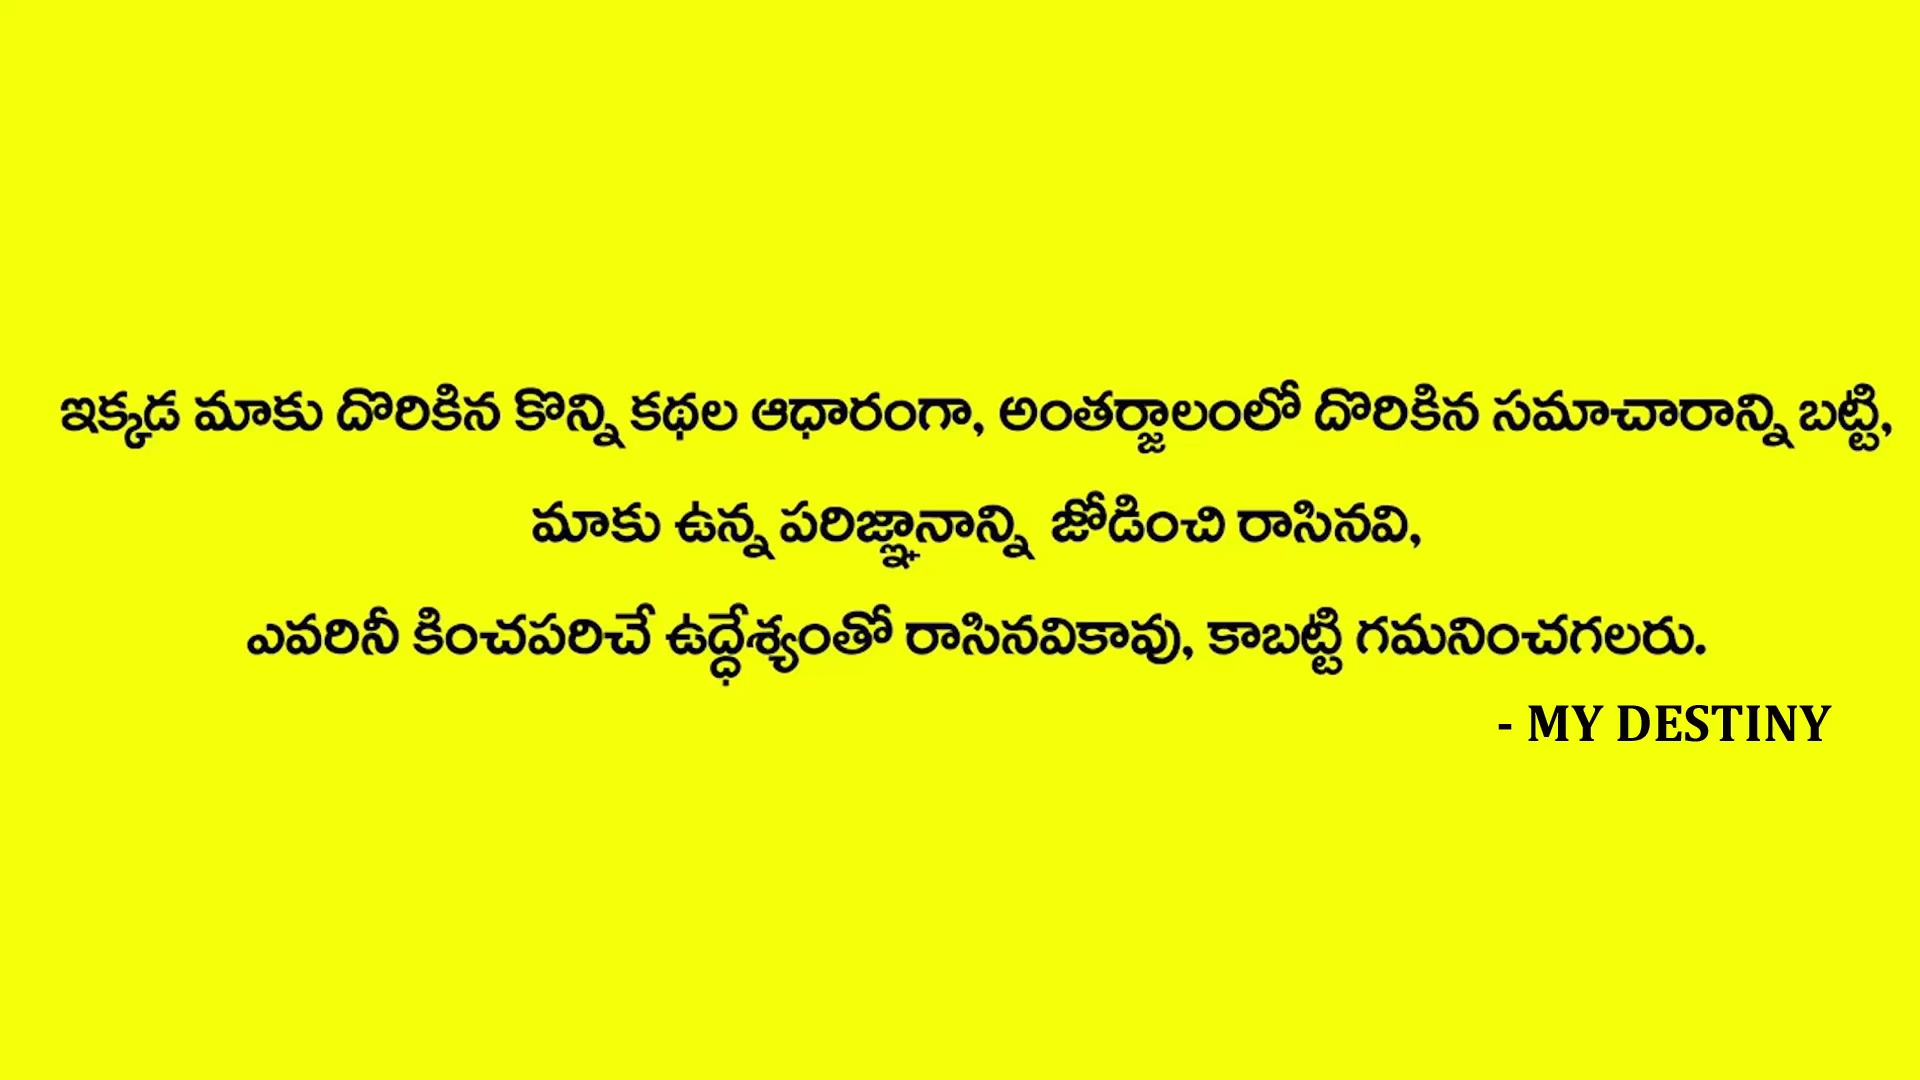 ఇక్కడ మాకు దొరికిన కొన్ని కథల ఆధారంగా, అంతర్జాలంలో దొరికిన సమాచారాన్ని బట్టి,
మాకు ఉన్న పరిజ్ఞానాన్ని జోడించి రాసినవి,
ఎవరినీ కించపరిచే ఉద్ధేశ్యంతో రాసినవికావు, కాబట్టి గమనించగలరు.
- MY DESTINY